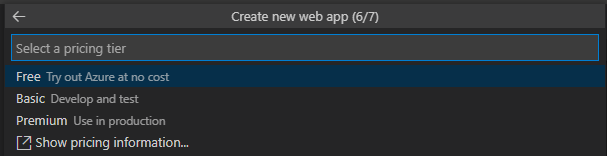 Create new web app (6/7)
Select a pricing tier
Free Try out Azure at no cost
Basic Develop and test
Premium Use in production
Show pricing information...